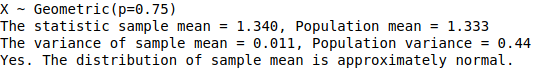 X ~ Geometric(p=0.75)
The statistic sample mean = 1.340, Population mean = 1.333
The variance of sample mean = 0.011, Population variance = 0.44
Yes. The distribution of sample mean is approximately normal.